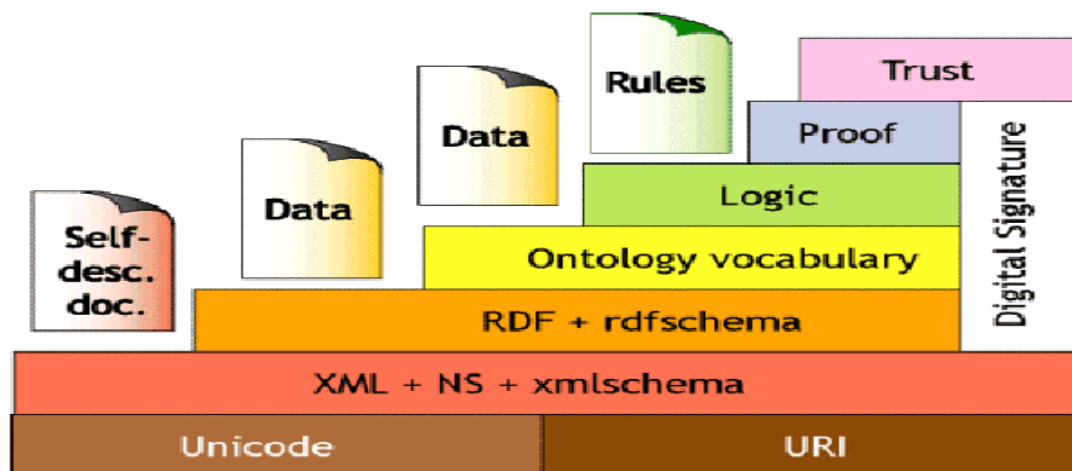 Rules
Trust
Data
Proof
Data
Logic
Self-
desc.
doc.
Ontology vocabulary
Digital Signature
RDF + rdfschema
XML + NS + xmlschema
Unicode
URI